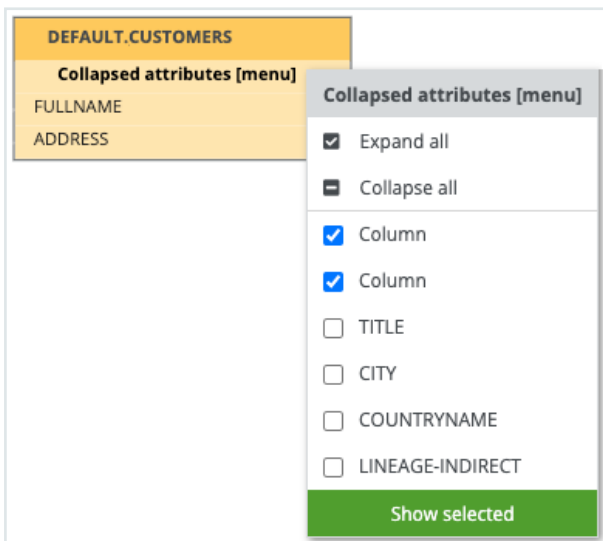 DEFAULT.CUSTOMERS
Collapsed attributes [menu]
FULLNAME
ADDRESS
Collapsed attributes [menu]
Expand all
Collapse all
Column
Column
TITLE
CITY
COUNTRYNAME
LINEAGE-INDIRECT
Show selected